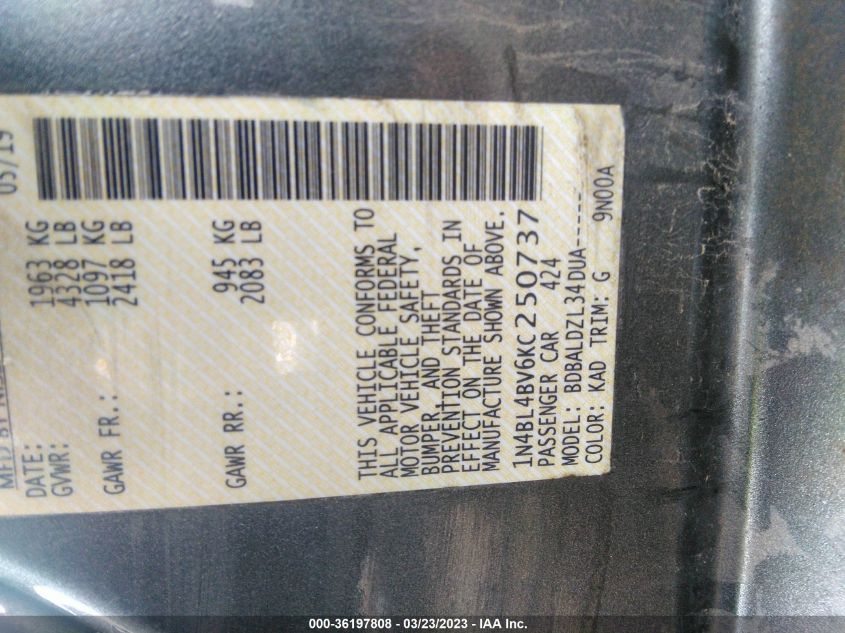 DATE: 05/19
GVWR: 1963 KG
4328 LB
GAWR FR.: 1097 KG
2418 LB
GAWR RR.: 945 KG
2083 LB
THIS VEHICLE CONFORMS TO
ALL APPLICABLE FEDERAL
MOTOR VEHICLE SAFETY,
BUMPER, AND THEFT
PREVENTION STANDARDS IN
EFFECT ON THE DATE OF
MANUFACTURE SHOWN ABOVE.
1N4BL4BV6KC250737
PASSENGER CAR 424
MODEL: BDBALDZL34DUA-----
COLOR: KAD TRIM: G 9N00A
000-36197808 - 03/23/2023 - IAA Inc.